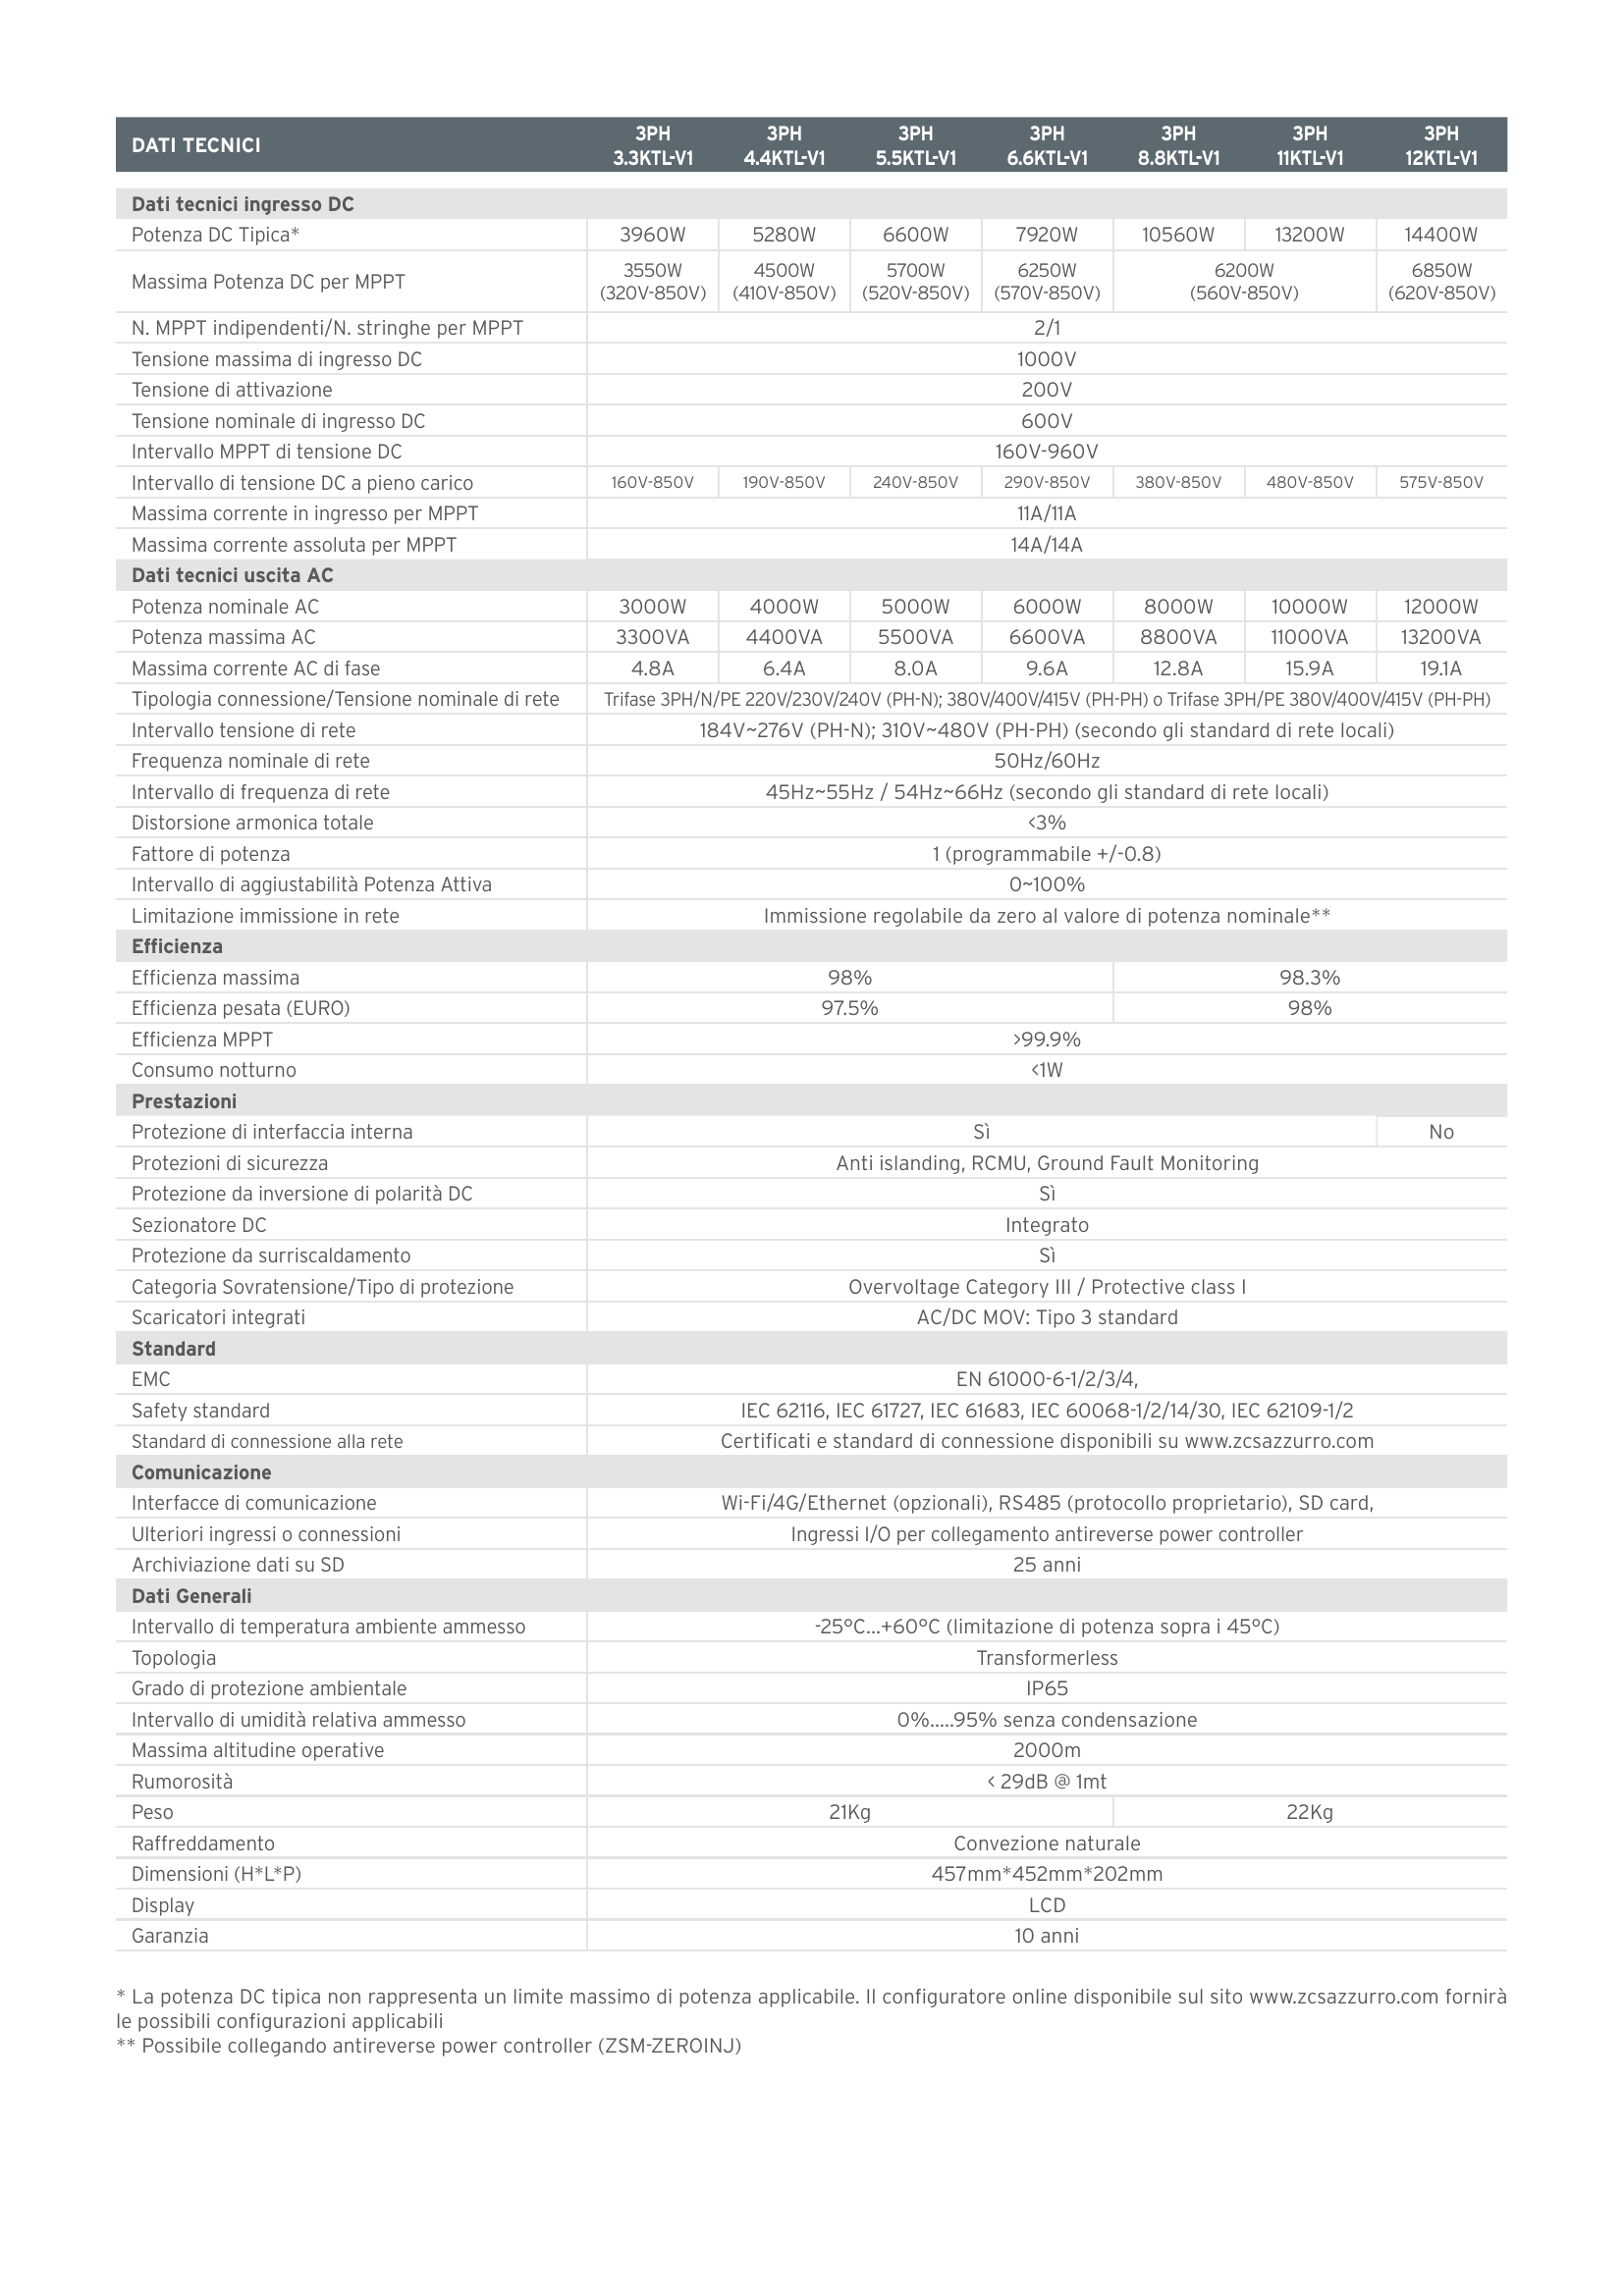 DATI TECNICI 3PH 3PH 3PH 3PH 3PH 3PH 3PH
3.3KTL-V1 4.4KTL-V1 5.5KTL-V1 6.6KTL-V1 8.8KTL-V1 11KTL-V1 12KTL-V1
Dati tecnici ingresso DC
Potenza DC Tipica* 3960W 5280W 6600W 7920W 10560W 13200W 14400W
Massima Potenza DC per MPPT 3550W 4500W 5700W 6250W 6200W 6850W
(320V-850V) (410V-850V) (520V-850V) (570V-850V) (560V-850V) (620V-850V)
N. MPPT indipendenti/N. stringhe per MPPT 2/1
Tensione massima di ingresso DC 1000V
Tensione di attivazione 200V
Tensione nominale di ingresso DC 600V
Intervallo MPPT di tensione DC 160V-960V
Intervallo di tensione DC a pieno carico 160V-850V 190V-850V 240V-850V 290V-850V 380V-850V 480V-850V 575V-850V
Massima corrente in ingresso per MPPT 11A/11A
Massima corrente assoluta per MPPT 14A/14A
Dati tecnici uscita AC
Potenza nominale AC 3000W 4000W 5000W 6000W 8000W 10000W 12000W
Potenza massima AC 3300VA 4400VA 5500VA 6600VA 8800VA 11000VA 13200VA
Massima corrente AC di fase 4.8A 6.4A 8.0A 9.6A 12.8A 15.9A 19.1A
Tipologia connessione/Tensione nominale di rete Trifase 3PH/N/PE 220V/230V/240V (PH-N); 380V/400V/415V (PH-PH) o Trifase 3PH/PE 380V/400V/415V (PH-PH)
Intervallo tensione di rete 184V~276V (PH-N); 310V~480V (PH-PH) (secondo gli standard di rete locali)
Frequenza nominale di rete 50Hz/60Hz
Intervallo di frequenza di rete 45Hz~55Hz / 54Hz~66Hz (secondo gli standard di rete locali)
Distorsione armonica totale <3%
Fattore di potenza 1 (programmabile +/-0.8)
Intervallo di aggiustabilità Potenza Attiva 0~100%
Limitazione immissione in rete Immissione regolabile da zero al valore di potenza nominale**
Efficienza
Efficienza massima 98% 98.3%
Efficienza pesata (EURO) 97.5% 98%
Efficienza MPPT >99.9%
Consumo notturno <1W
Prestazioni
Protezione di interfaccia interna Sì No
Protezioni di sicurezza Anti islanding, RCMU, Ground Fault Monitoring
Protezione da inversione di polarità DC Sì
Sezionatore DC Integrato
Protezione da surriscaldamento Sì
Categoria Sovratensione/Tipo di protezione Overvoltage Category III / Protective class I
Scaricatori integrati AC/DC MOV: Tipo 3 standard
Standard
EMC EN 61000-6-1/2/3/4,
Safety standard IEC 62116, IEC 61727, IEC 61683, IEC 60068-1/2/14/30, IEC 62109-1/2
Standard di connessione alla rete Certificati e standard di connessione disponibili su www.zcsazzurro.com
Comunicazione
Interfacce di comunicazione Wi-Fi/4G/Ethernet (opzionali), RS485 (protocollo proprietario), SD card,
Ulteriori ingressi o connessioni Ingressi I/O per collegamento antireverse power controller
Archiviazione dati su SD 25 anni
Dati Generali
Intervallo di temperatura ambiente ammesso -25°C...+60°C (limitazione di potenza sopra i 45°C)
Topologia Transformerless
Grado di protezione ambientale IP65
Intervallo di umidità relativa ammesso 0%.....95% senza condensazione
Massima altitudine operative 2000m
Rumorosità < 29dB @ 1mt
Peso 21Kg 22Kg
Raffreddamento Convezione naturale
Dimensioni (H*L*P) 457mm*452mm*202mm
Display LCD
Garanzia 10 anni
* La potenza DC tipica non rappresenta un limite massimo di potenza applicabile. Il configuratore online disponibile sul sito www.zcsazzurro.com fornirà
le possibili configurazioni applicabili
** Possibile collegando antireverse power controller (ZSM-ZEROINJ)